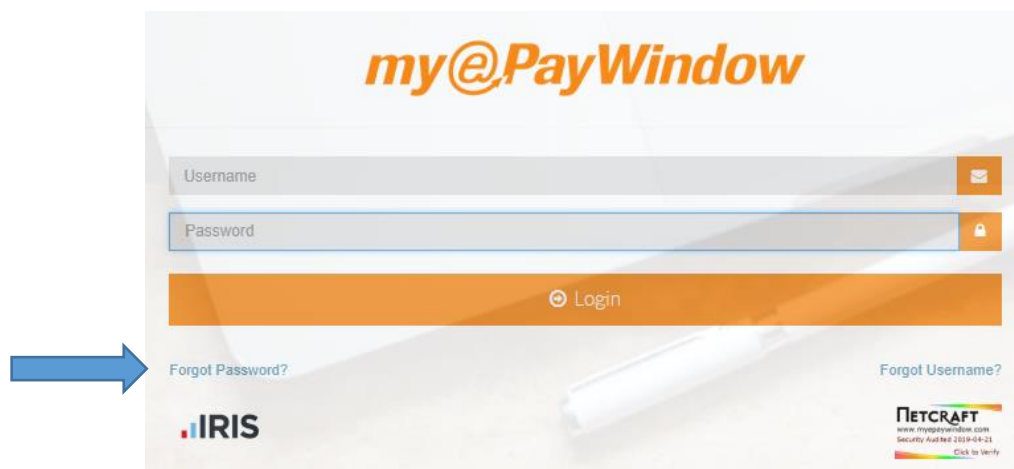 my@PayWindow
Username
Password
Login
Forgot Password?
Forgot Username?
IRIS
NETCRAFT
www.myepaywindow.com
Security Audited 2019-04-21
Click to Verify